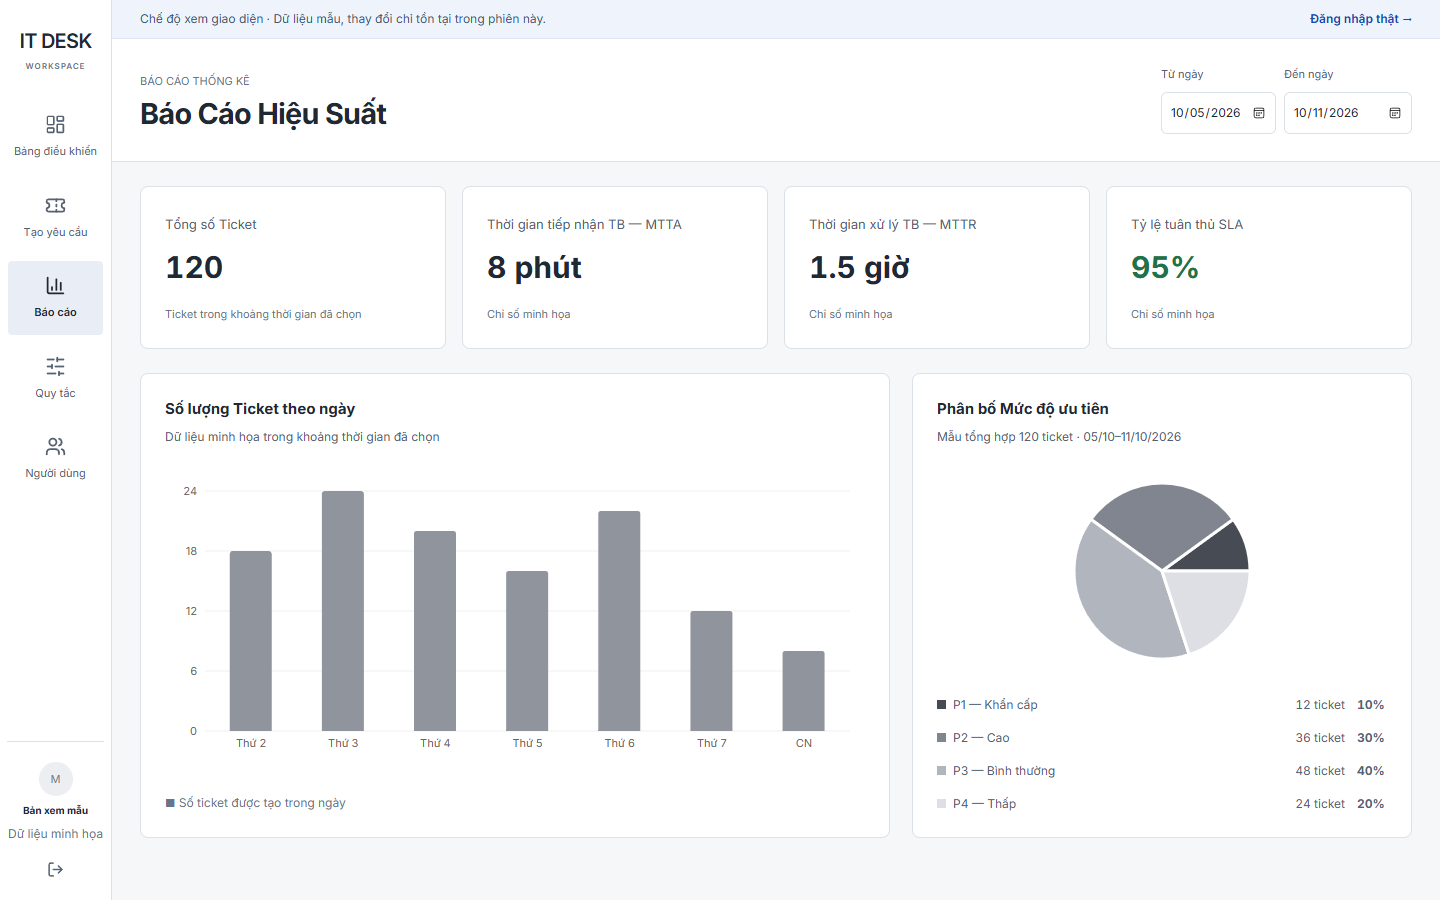 Chế độ xem giao diện · Dữ liệu mẫu, thay đổi chỉ tồn tại trong phiên này.
Đăng nhập thật →
IT DESK
WORKSPACE
Bảng điều khiển
Tạo yêu cầu
Báo cáo
Quy tắc
Người dùng
M
Bản xem mẫu
Dữ liệu minh họa
BÁO CÁO THỐNG KÊ
Báo Cáo Hiệu Suất
Từ ngày
Đến ngày
10/05/2026
10/11/2026
Tổng số Ticket
120
Ticket trong khoảng thời gian đã chọn
Thời gian tiếp nhận TB — MTTA
8 phút
Chỉ số minh họa
Thời gian xử lý TB — MTTR
1.5 giờ
Chỉ số minh họa
Tỷ lệ tuân thủ SLA
95%
Chỉ số minh họa
Số lượng Ticket theo ngày
Dữ liệu minh họa trong khoảng thời gian đã chọn
24
18
12
6
0
Thứ 2
Thứ 3
Thứ 4
Thứ 5
Thứ 6
Thứ 7
CN
Số ticket được tạo trong ngày
Phân bố Mức độ ưu tiên
Mẫu tổng hợp 120 ticket · 05/10–11/10/2026
P1 — Khẩn cấp 12 ticket 10%
P2 — Cao 36 ticket 30%
P3 — Bình thường 48 ticket 40%
P4 — Thấp 24 ticket 20%